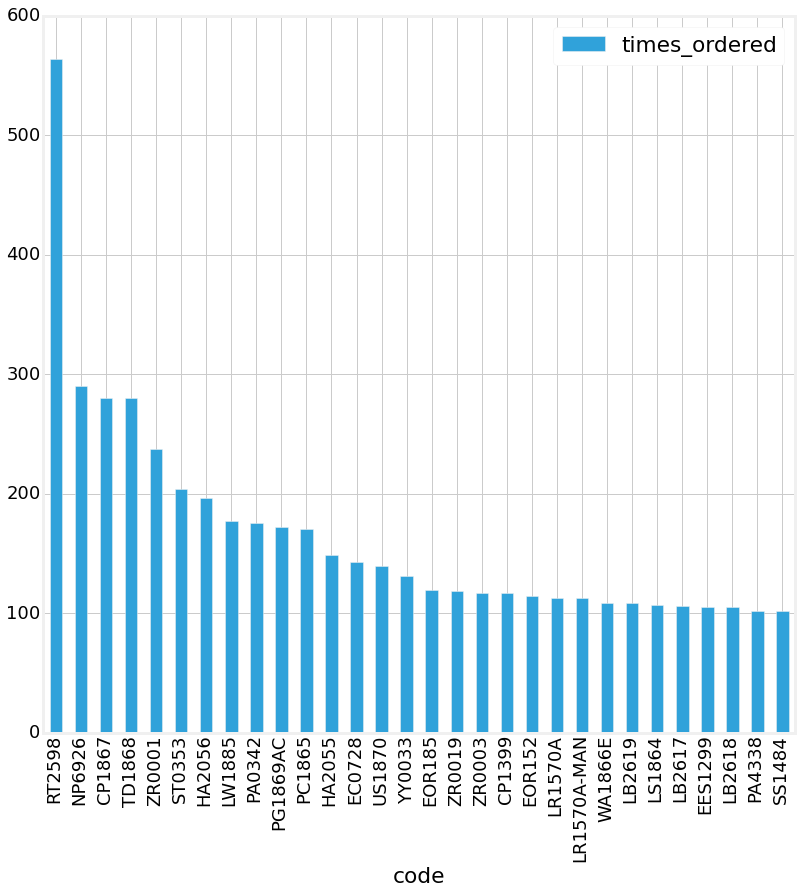 600
times_ordered
500
400
300
200
100
0
RT2598
NP6926
CP1867
TD1868
ZR0001
ST0353
HA2056
LW1885
PA0342
PG1869AC
PC1865
HA2055
EC0728
US1870
YY0033
EOR185
ZR0019
ZR0003
CP1399
EOR152
LR1570A
LR1570A-MAN
WA1866E
LB2619
LS1864
LB2617
EES1299
LB2618
PA4338
SS1484
code